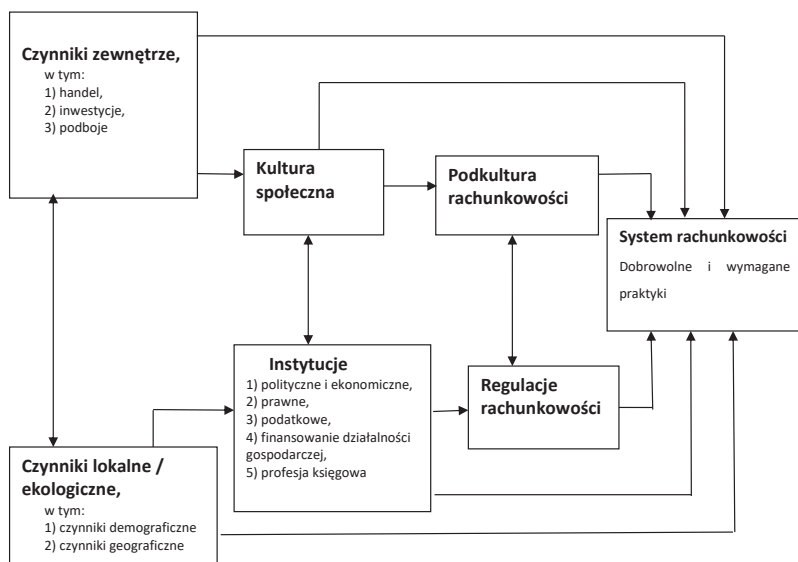 Czynniki zewnętrze,
w tym:
1) handel,
2) inwestycje,
3) podboje
Kultura
społeczna
Podkultura
rachunkowości
System rachunkowości
Dobrowolne i wymagane
praktyki
Instytucje
1) polityczne i ekonomiczne,
2) prawne,
3) podatkowe,
4) finansowanie działalności
gospodarczej,
5) profesja księgowa
Regulacje
rachunkowości
Czynniki lokalne /
ekologiczne,
w tym:
1) czynniki demograficzne
2) czynniki geograficzne